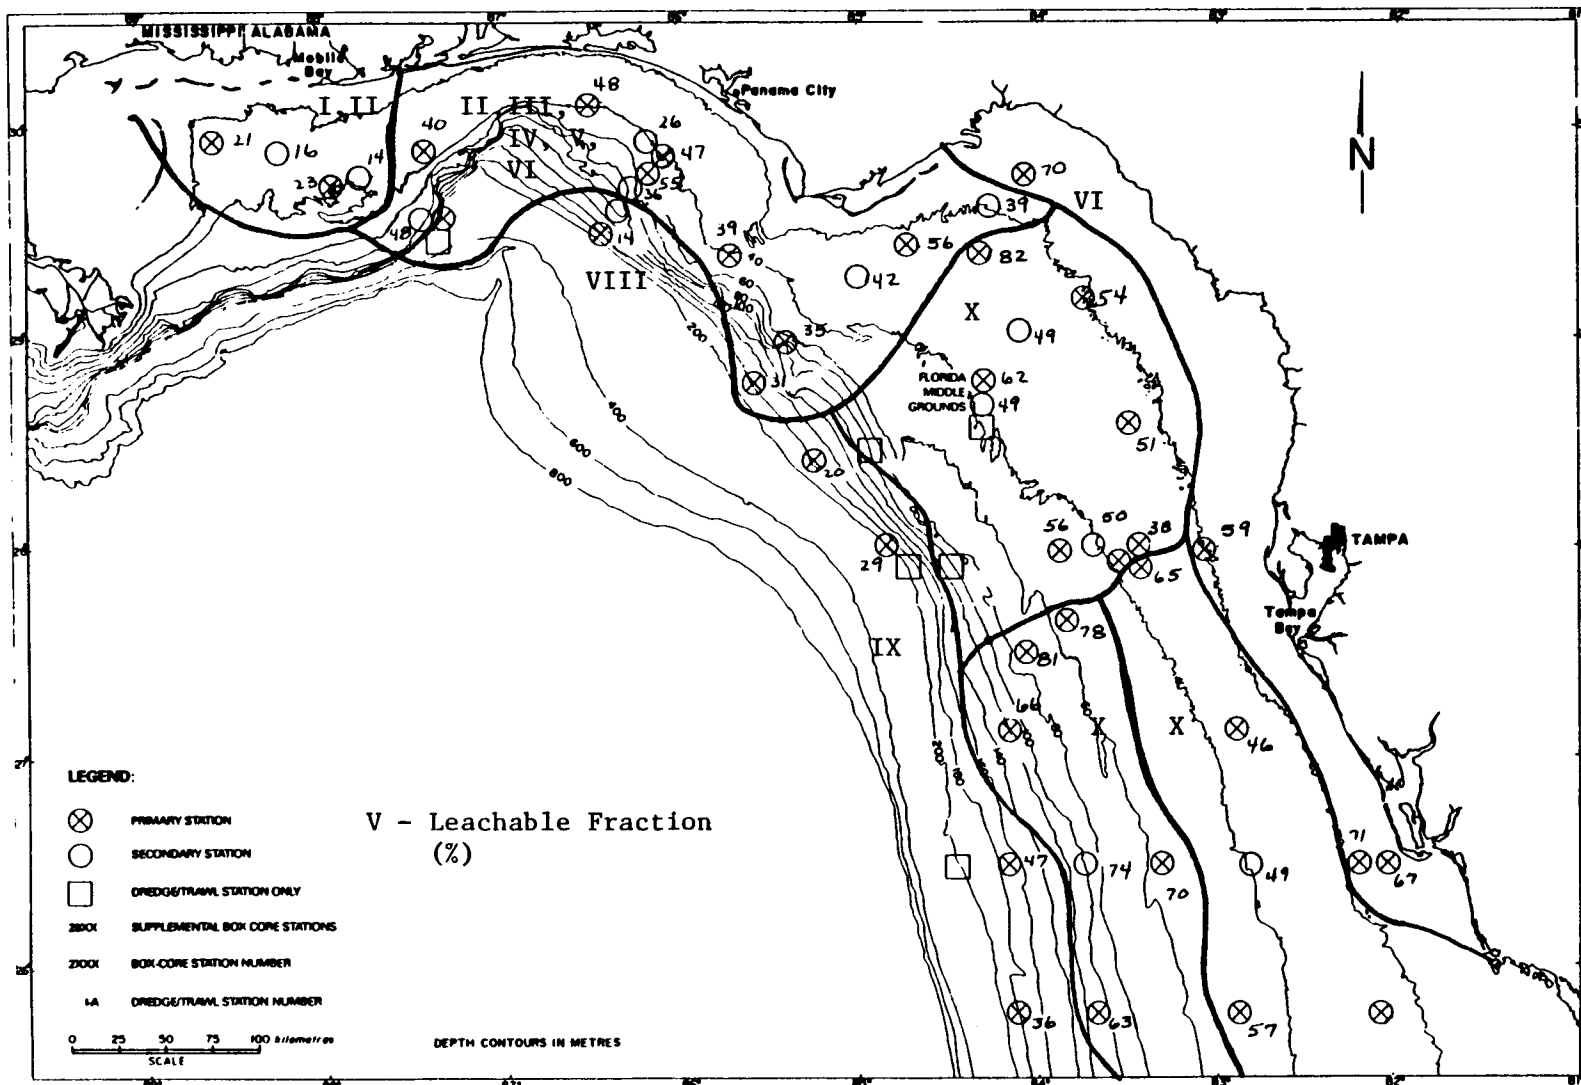 MISSISSIPPI ALABAMA
Mobile
Bay
Panama City
I, II
II, III,
IV, V,
VI
48
40
26
47
55
36
21
16
14
23
48
14
39
40
60
VIII
200
35
31
70
VI
39
56
82
42
54
X
49
62
FLORIDA
MIDDLE
GROUNDS
49
51
N
400
600
800
20
29
56
50
38
65
59
TAMPA
Tampa
Bay
78
81
IX
66
X
X
46
200
180
47
74
70
49
71
67
36
63
57
LEGEND:
PRIMARY STATION
SECONDARY STATION
DREDGE/TRAWL STATION ONLY
SUPPLEMENTAL BOX CORE STATIONS
BOX-CORE STATION NUMBER
I-A DREDGE/TRAWL STATION NUMBER
V - Leachable Fraction
(%)
0 25 50 75 100 kilometres
SCALE
DEPTH CONTOURS IN METRES